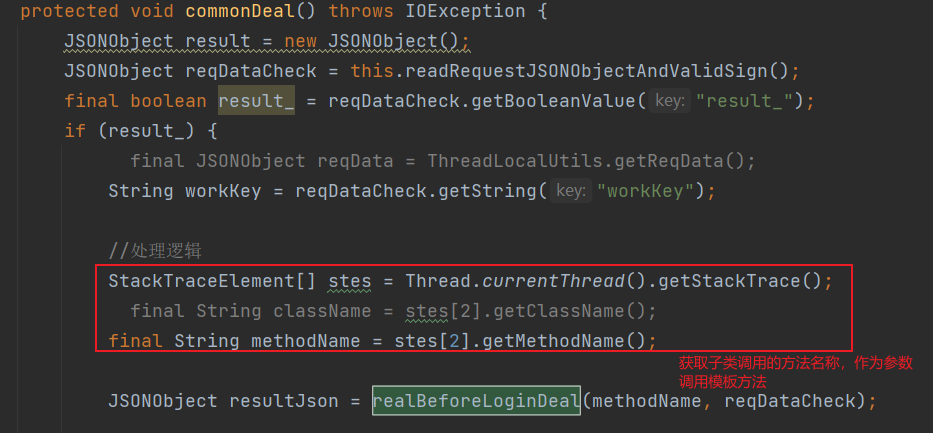 protected void commonDeal() throws IOException {
JSONObject result = new JSONObject();
JSONObject reqDataCheck = this.readRequestJSONObjectAndValidSign();
final boolean result_ = reqDataCheck.getBooleanValue( key: "result_");
if (result_) {
final JSONObject reqData = ThreadLocalUtils.getReqData();
String workKey = reqDataCheck.getString( key: "workKey");
//处理逻辑
StackTraceElement[] stes = Thread.currentThread().getStackTrace();
final String className = stes[2].getClassName();
final String methodName = stes[2].getMethodName();
获取子类调用的方法名称，作为参数
调用模板方法
JSONObject resultJson = realBeforeLoginDeal(methodName, reqDataCheck);